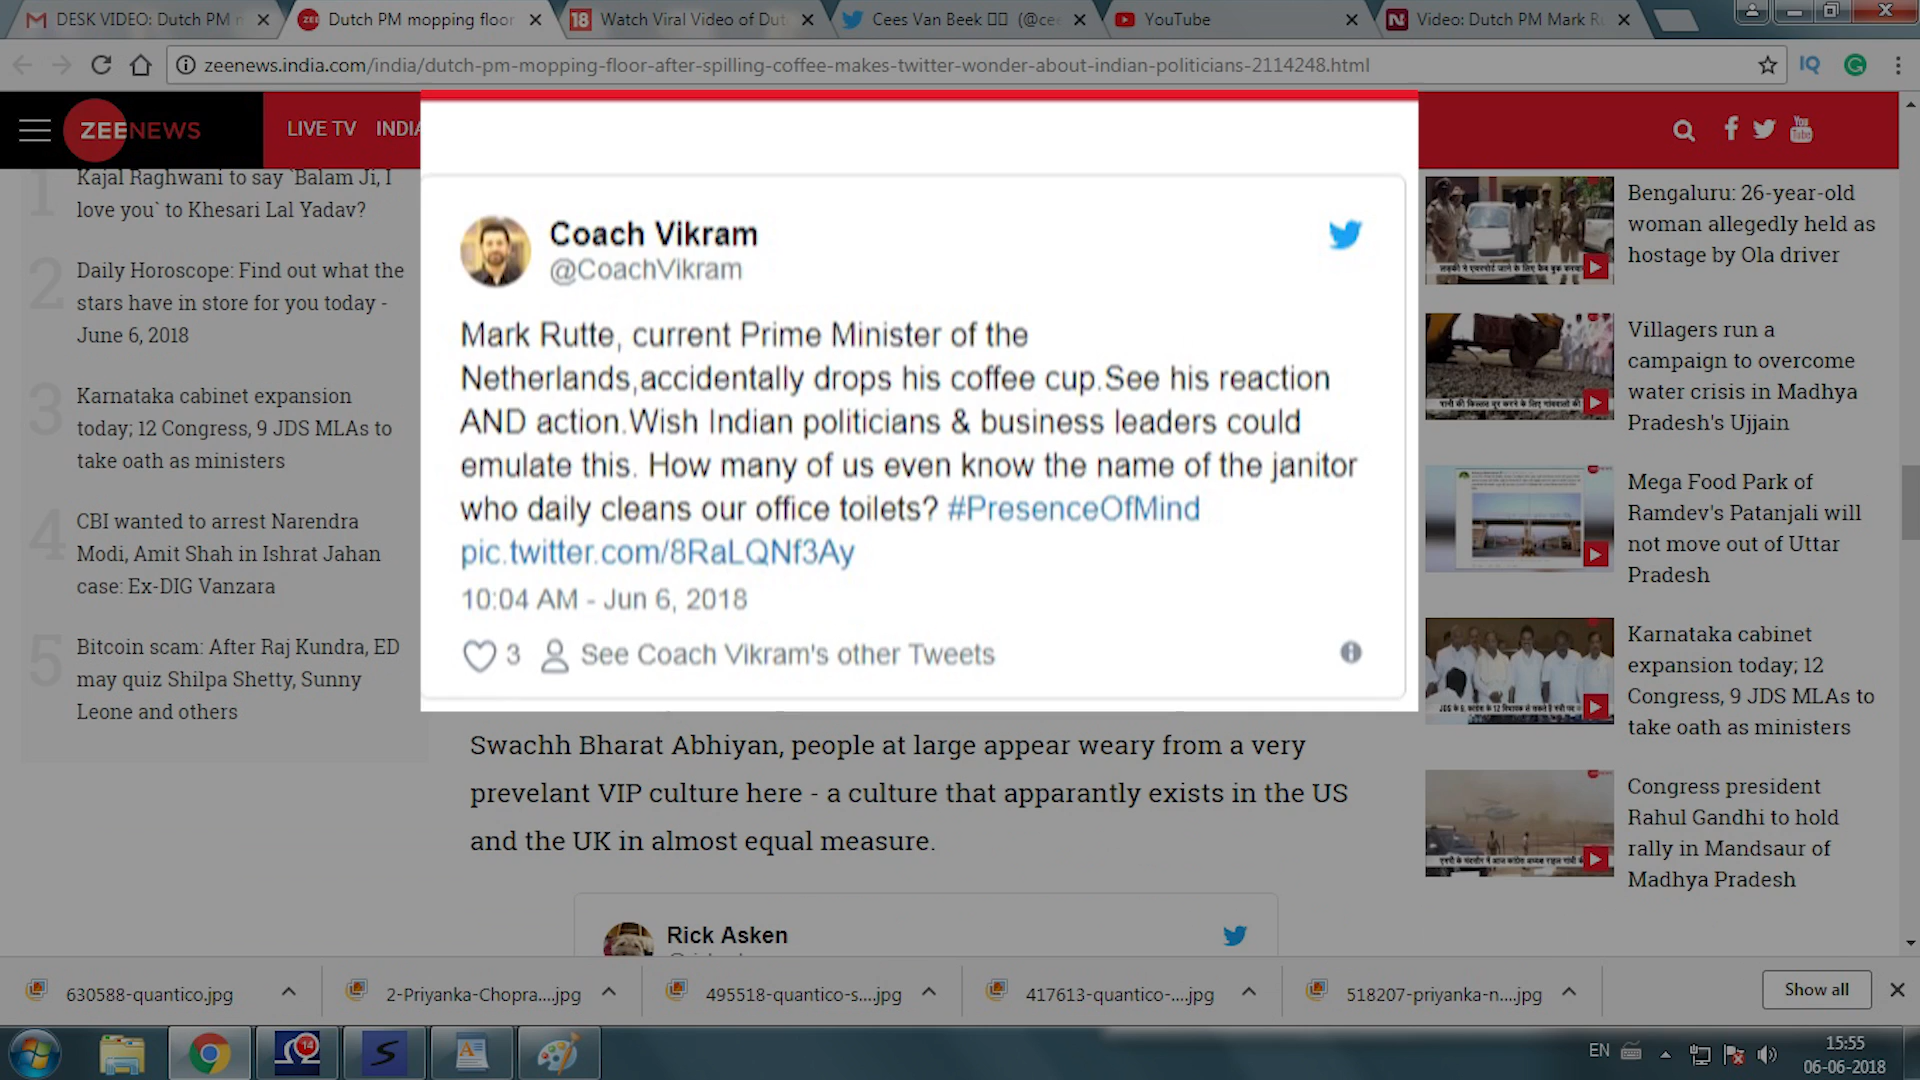 DESK VIDEO: Dutch PM
Dutch PM mopping floor
18 Watch Viral Video of Dut
Cees Van Beek (@cee
YouTube
N Video: Dutch PM Mark R
zeenews.india.com/india/dutch-pm-mopping-floor-after-spilling-coffee-makes-twitter-wonder-about-indian-politicians-2114248.html
IQ
ZEENEWS
LIVE TV INDIA
You
Tube
1 Kajal Raghwani to say `Balam Ji, I
love you` to Khesari Lal Yadav?
2 Daily Horoscope: Find out what the
stars have in store for you today -
June 6, 2018
3 Karnataka cabinet expansion
today; 12 Congress, 9 JDS MLAs to
take oath as ministers
4 CBI wanted to arrest Narendra
Modi, Amit Shah in Ishrat Jahan
case: Ex-DIG Vanzara
5 Bitcoin scam: After Raj Kundra, ED
may quiz Shilpa Shetty, Sunny
Leone and others
Coach Vikram
@CoachVikram
Mark Rutte, current Prime Minister of the
Netherlands,accidentally drops his coffee cup.See his reaction
AND action.Wish Indian politicians & business leaders could
emulate this. How many of us even know the name of the janitor
who daily cleans our office toilets? #PresenceOfMind
pic.twitter.com/8RaLQNf3Ay
10:04 AM - Jun 6, 2018
3 See Coach Vikram's other Tweets
Swachh Bharat Abhiyan, people at large appear weary from a very
prevelant VIP culture here - a culture that apparantly exists in the US
and the UK in almost equal measure.
Rick Asken
Bengaluru: 26-year-old
woman allegedly held as
hostage by Ola driver
Villagers run a
campaign to overcome
water crisis in Madhya
Pradesh's Ujjain
Mega Food Park of
Ramdev's Patanjali will
not move out of Uttar
Pradesh
Karnataka cabinet
expansion today; 12
Congress, 9 JDS MLAs to
take oath as ministers
Congress president
Rahul Gandhi to hold
rally in Mandsaur of
Madhya Pradesh
630588-quantico.jpg
2-Priyanka-Chopra....jpg
495518-quantico-s....jpg
417613-quantico-....jpg
518207-priyanka-n....jpg
Show all
14
EN
15:55
06-06-2018